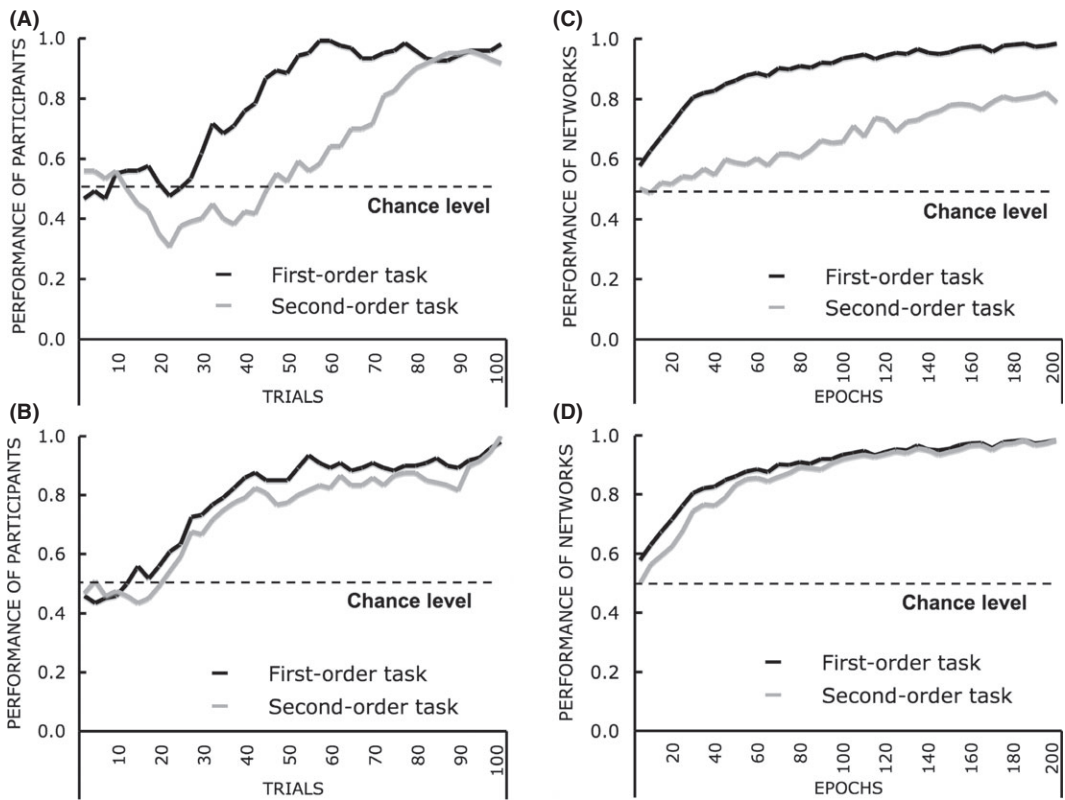 (A)
PERFORMANCE OF PARTICIPANTS
1.0
0.8
0.6
0.4
0.2
0.0
Chance level
First-order task
Second-order task
10 20 30 40 50 60 70 80 90 100
TRIALS
(C)
PERFORMANCE OF NETWORKS
1.0
0.8
0.6
0.4
0.2
0.0
Chance level
First-order task
Second-order task
20 40 60 80 100 120 140 160 180 200
EPOCHS
(B)
PERFORMANCE OF PARTICIPANTS
1.0
0.8
0.6
0.4
0.2
0.0
Chance level
First-order task
Second-order task
10 20 30 40 50 60 70 80 90 100
TRIALS
(D)
PERFORMANCE OF NETWORKS
1.0
0.8
0.6
0.4
0.2
0.0
Chance level
First-order task
Second-order task
20 40 60 80 100 120 140 160 180 200
EPOCHS